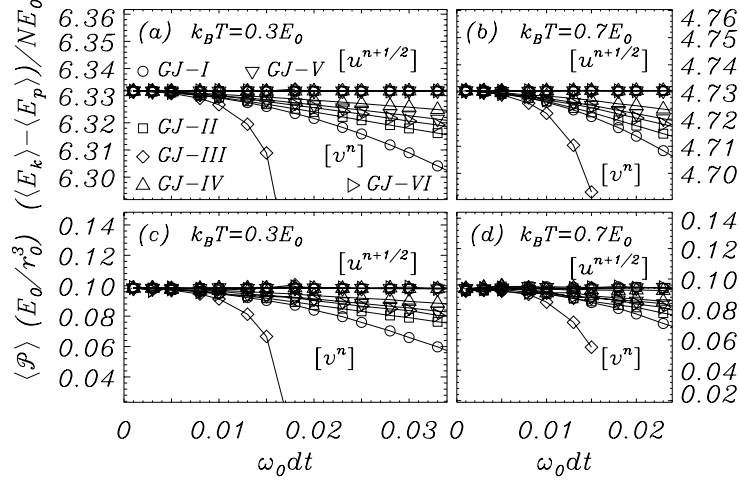 (⟨E_k⟩−⟨E_p⟩)/NE_0
6.36
6.35
6.34
6.33
6.32
6.31
6.30
(a) k_BT=0.3E_0
[u^{n+1/2}]
GJ−I
GJ−V
GJ−II
GJ−III
GJ−IV
GJ−VI
[v^n]
(b) k_BT=0.7E_0
[u^{n+1/2}]
[v^n]
4.76
4.75
4.74
4.73
4.72
4.71
4.70
⟨𝒫⟩ (E_0/r_0^3)
0.14
0.12
0.10
0.08
0.06
0.04
(c) k_BT=0.3E_0
[u^{n+1/2}]
[v^n]
(d) k_BT=0.7E_0
[u^{n+1/2}]
[v^n]
0.14
0.12
0.10
0.08
0.06
0.04
0.02
0 0.01 0.02 0.03 0 0.01 0.02
ω_0dt ω_0dt